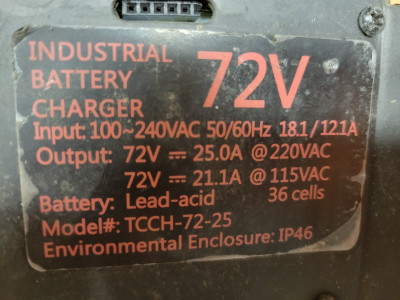 INDUSTRIAL
BATTERY
CHARGER
72V
Input: 100~240VAC 50/60Hz 18.1/12.1A
Output: 72V ⎓ 25.0A @220VAC
72V ⎓ 21.1A @115VAC
Battery: Lead-acid 36 cells
Model#: TCCH-72-25
Environmental Enclosure: IP46